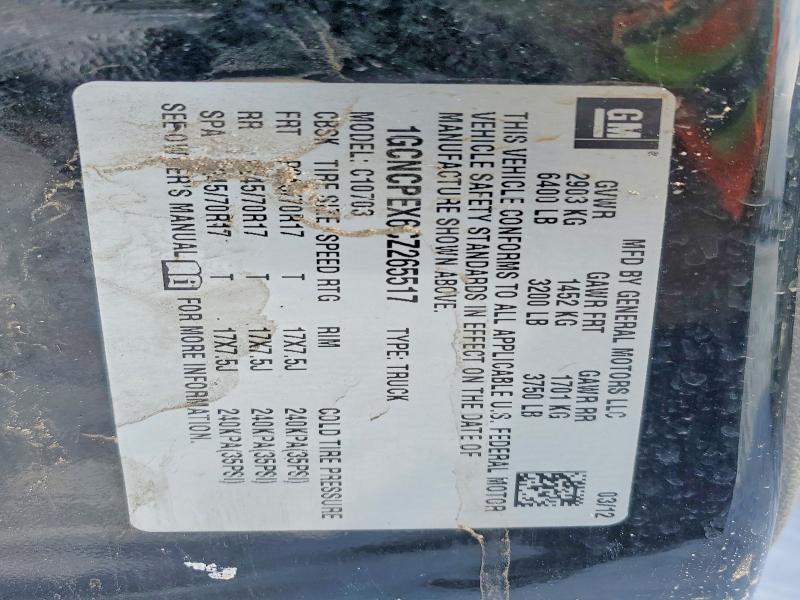 GM
MFD BY GENERAL MOTORS LLC 03/12
GVWR GAWR FRT GAWR RR
2903 KG 1452 KG 1701 KG
6400 LB 3200 LB 3750 LB
THIS VEHICLE CONFORMS TO ALL APPLICABLE U.S. FEDERAL MOTOR
VEHICLE SAFETY STANDARDS IN EFFECT ON THE DATE OF
MANUFACTURE SHOWN ABOVE.
1GCNCPEX6CZ265517 TYPE: TRUCK
MODEL: C10703
CBSK TIRE SIZE SPEED RTG RIM COLD TIRE PRESSURE
FRT T 17X7.5J 240KPA(35PSI)
RR T 17X7.5J 240KPA(35PSI)
SPA T 17X7.5J 240KPA(35PSI)
SEE OWNER'S MANUAL FOR MORE INFORMATION.